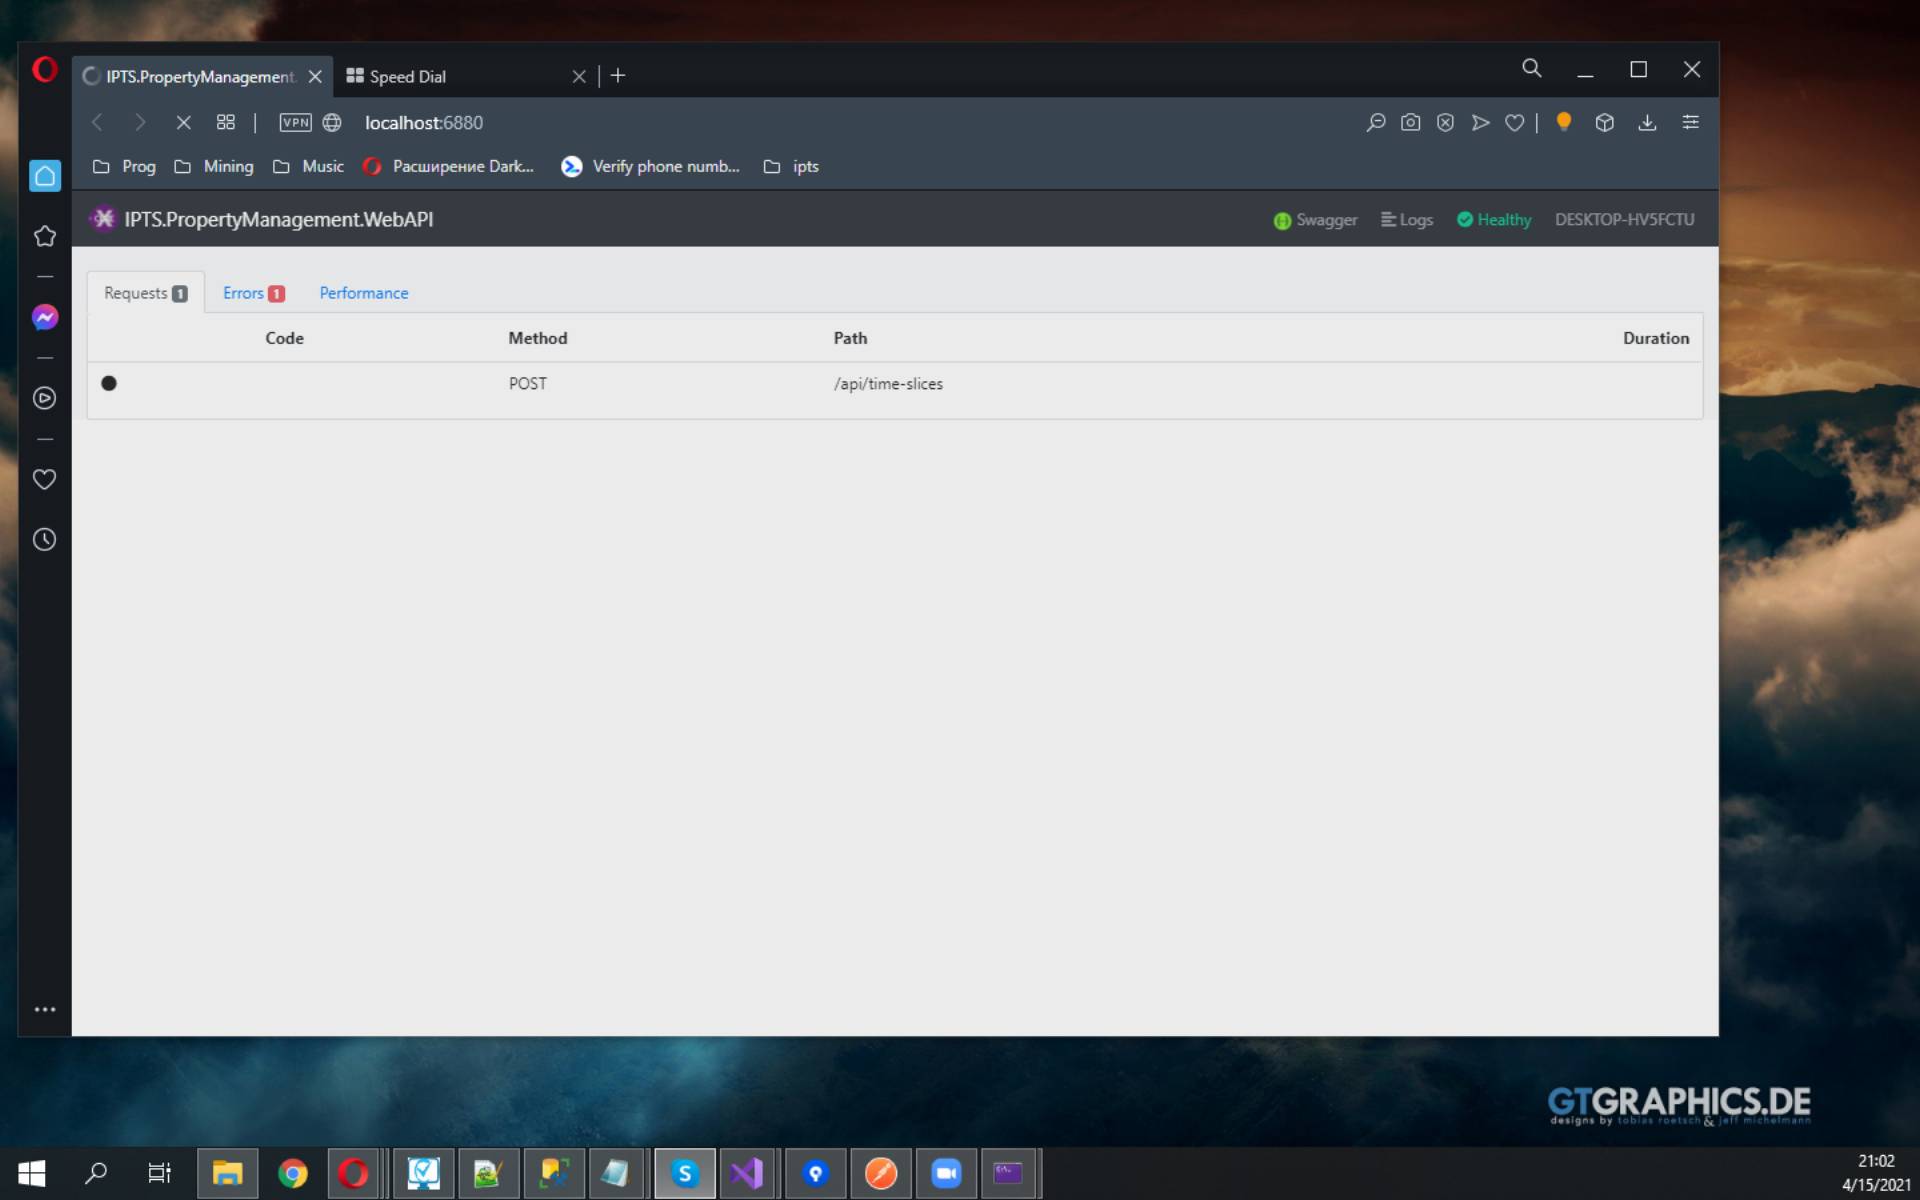 IPTS.PropertyManagement.
Speed Dial
VPN
localhost:6880
Prog
Mining
Music
Расширение Dark...
Verify phone numb...
ipts
IPTS.PropertyManagement.WebAPI
Swagger
Logs
Healthy
DESKTOP-HV5FCTU
Requests 1
Errors 1
Performance
Code
Method
Path
Duration
POST
/api/time-slices
GTGRAPHICS.DE
designs by tobias roetsch & jeff michelmann
21:02
4/15/2021